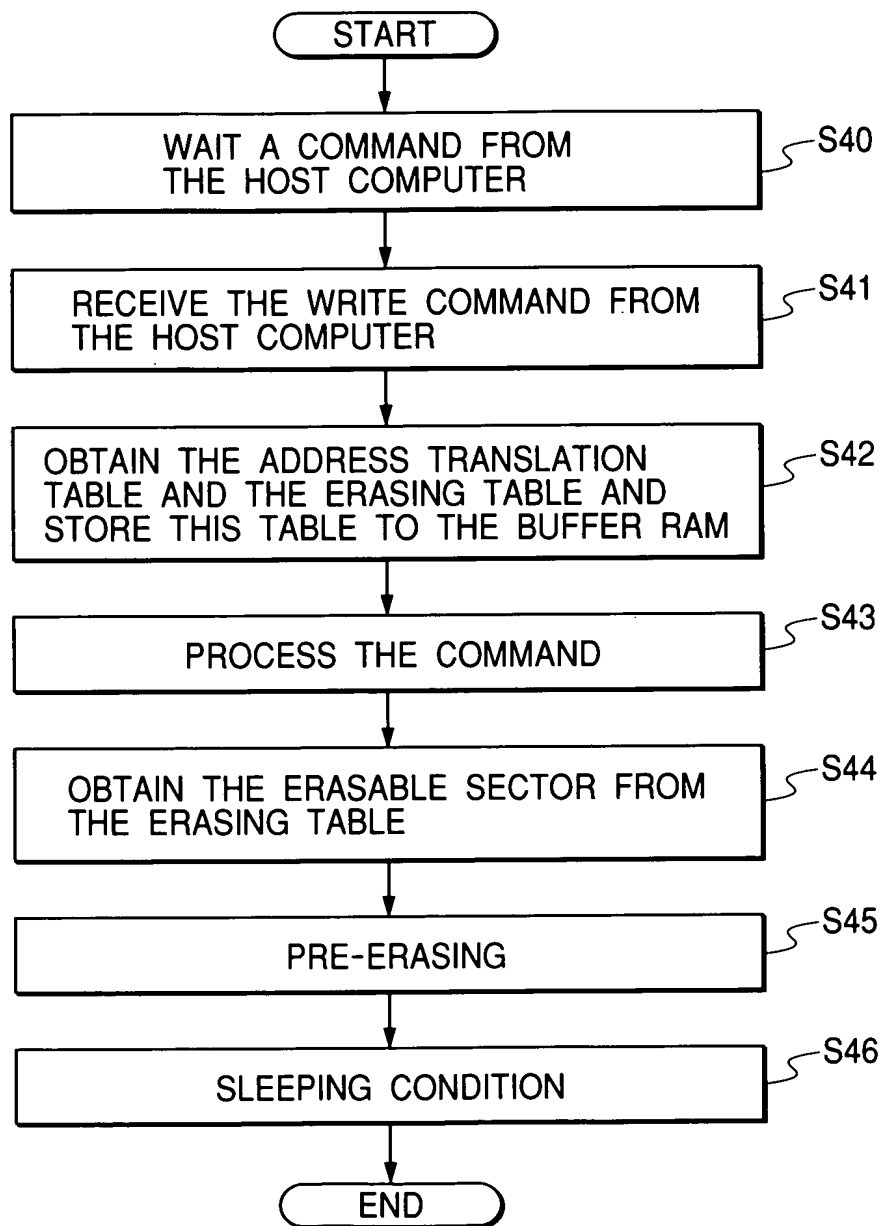 START
WAIT A COMMAND FROM
THE HOST COMPUTER
S40
RECEIVE THE WRITE COMMAND FROM
THE HOST COMPUTER
S41
OBTAIN THE ADDRESS TRANSLATION
TABLE AND THE ERASING TABLE AND
STORE THIS TABLE TO THE BUFFER RAM
S42
PROCESS THE COMMAND
S43
OBTAIN THE ERASABLE SECTOR FROM
THE ERASING TABLE
S44
PRE-ERASING
S45
SLEEPING CONDITION
S46
END